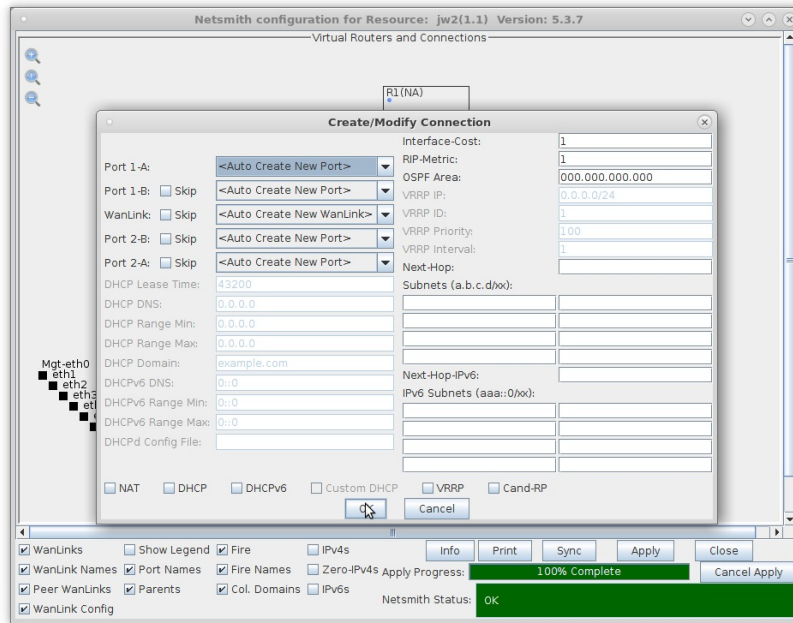 Netsmith configuration for Resource: jw2(1.1) Version: 5.3.7
Virtual Routers and Connections
R1(NA)
Create/Modify Connection
Port 1-A: <Auto Create New Port>
Port 1-B: Skip <Auto Create New Port>
WanLink: Skip <Auto Create New WanLink>
Port 2-B: Skip <Auto Create New Port>
Port 2-A: Skip <Auto Create New Port>
DHCP Lease Time: 43200
DHCP DNS: 0.0.0.0
DHCP Range Min: 0.0.0.0
DHCP Range Max: 0.0.0.0
DHCP Domain: example.com
DHCPv6 DNS: 0::0
DHCPv6 Range Min: 0::0
DHCPv6 Range Max: 0::0
DHCPd Config File:
Interface-Cost: 1
RIP-Metric: 1
OSPF Area: 000.000.000.000
VRRP IP: 0.0.0.0/24
VRRP ID: 1
VRRP Priority: 100
VRRP Interval: 1
Next-Hop:
Subnets (a.b.c.d/xx):
Next-Hop-IPv6:
IPv6 Subnets (aaa::0/xx):
NAT DHCP DHCPv6 Custom DHCP VRRP Cand-RP
OK Cancel
Mgt-eth0
eth1
eth2
WanLinks Show Legend Fire IPv4s Info Print Sync Apply Close
WanLink Names Port Names Fire Names Zero-IPv4s Apply Progress: 100% Complete Cancel Apply
Peer WanLinks Parents Col. Domains IPv6s Netsmith Status: OK
WanLink Config